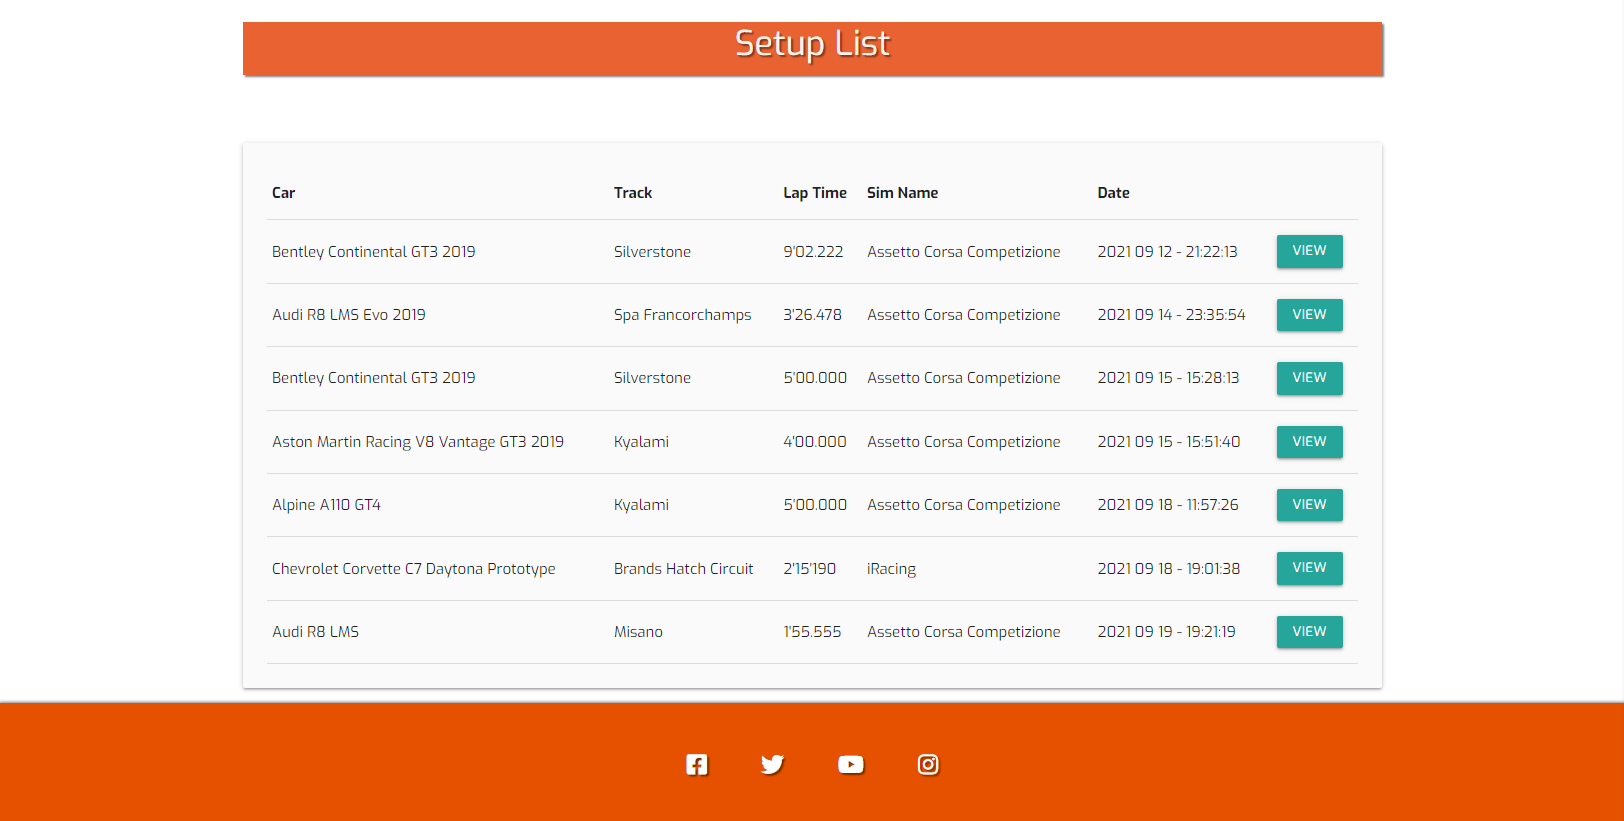 Setup List
Car Track Lap Time Sim Name Date
Bentley Continental GT3 2019 Silverstone 9'02.222 Assetto Corsa Competizione 2021 09 12 - 21:22:13 VIEW
Audi R8 LMS Evo 2019 Spa Francorchamps 3'26.478 Assetto Corsa Competizione 2021 09 14 - 23:35:54 VIEW
Bentley Continental GT3 2019 Silverstone 5'00.000 Assetto Corsa Competizione 2021 09 15 - 15:28:13 VIEW
Aston Martin Racing V8 Vantage GT3 2019 Kyalami 4'00.000 Assetto Corsa Competizione 2021 09 15 - 15:51:40 VIEW
Alpine A110 GT4 Kyalami 5'00.000 Assetto Corsa Competizione 2021 09 18 - 11:57:26 VIEW
Chevrolet Corvette C7 Daytona Prototype Brands Hatch Circuit 2'15'190 iRacing 2021 09 18 - 19:01:38 VIEW
Audi R8 LMS Misano 1'55.555 Assetto Corsa Competizione 2021 09 19 - 19:21:19 VIEW